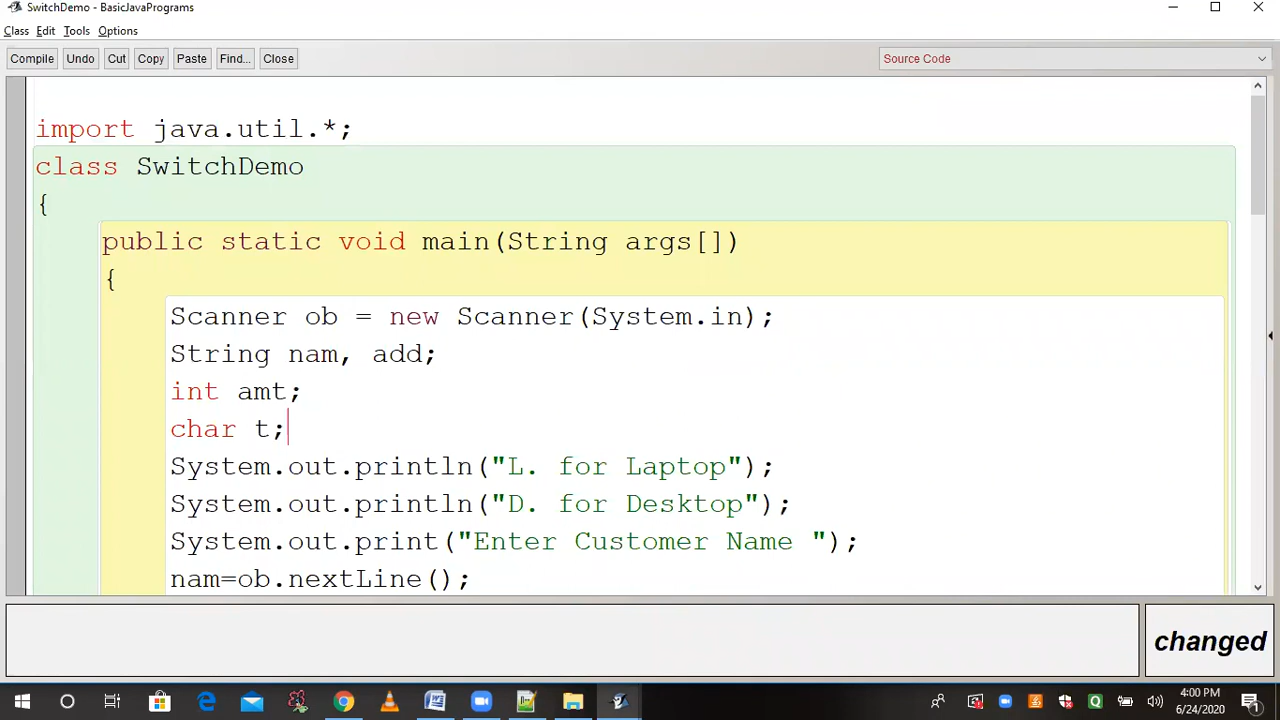 SwitchDemo - BasicJavaPrograms
Class Edit Tools Options
Compile Undo Cut Copy Paste Find... Close Source Code
import java.util.*;
class SwitchDemo
{
public static void main(String args[])
{
Scanner ob = new Scanner(System.in);
String nam, add;
int amt;
char t;
System.out.println("L. for Laptop");
System.out.println("D. for Desktop");
System.out.print("Enter Customer Name ");
nam=ob.nextLine();
changed
4:00 PM
6/24/2020